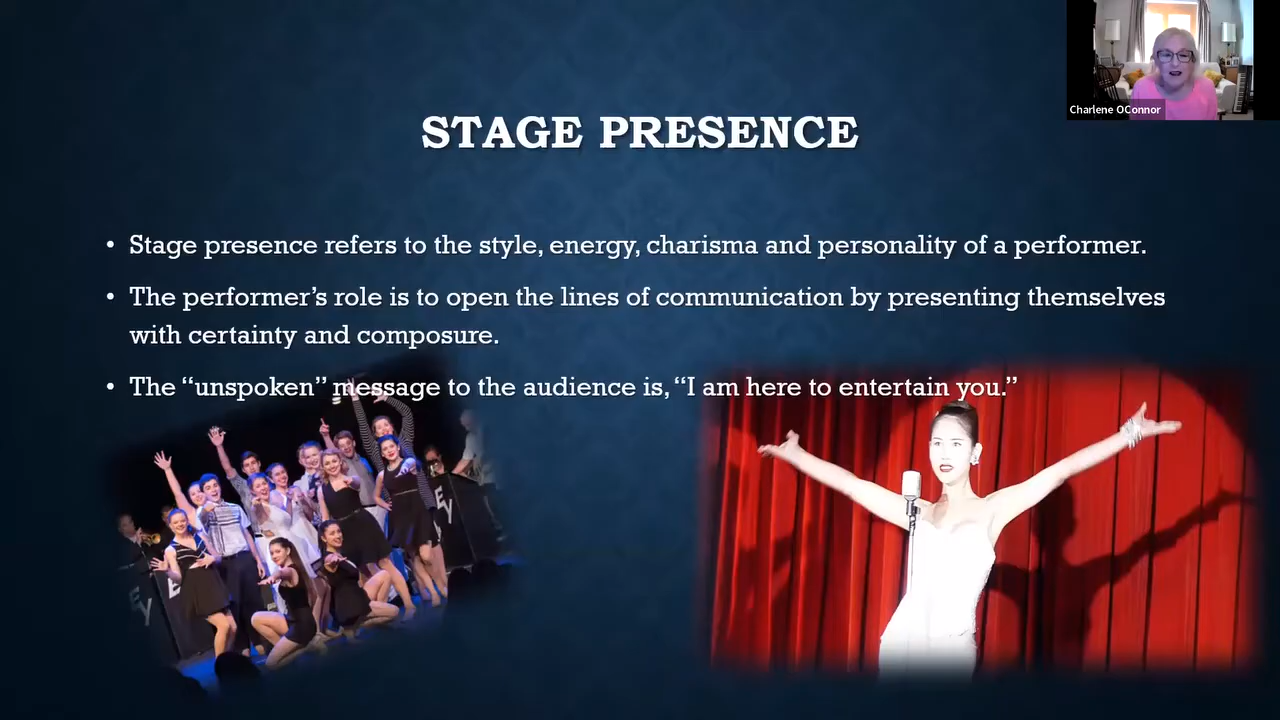 Charlene OConnor
STAGE PRESENCE
• Stage presence refers to the style, energy, charisma and personality of a performer.
• The performer’s role is to open the lines of communication by presenting themselves
with certainty and composure.
• The “unspoken” message to the audience is, “I am here to entertain you.”